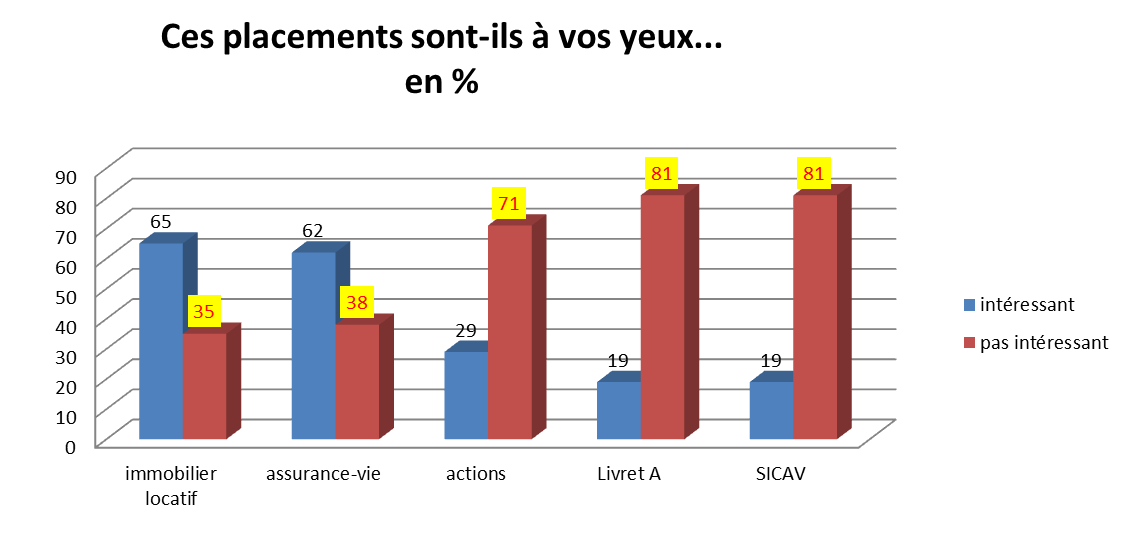 Ces placements sont-ils à vos yeux...
en %
90
80
70
60
50
40
30
20
10
0
65
35
62
38
29
71
19
81
19
81
immobilier
locatif
assurance-vie
actions
Livret A
SICAV
intéressant
pas intéressant